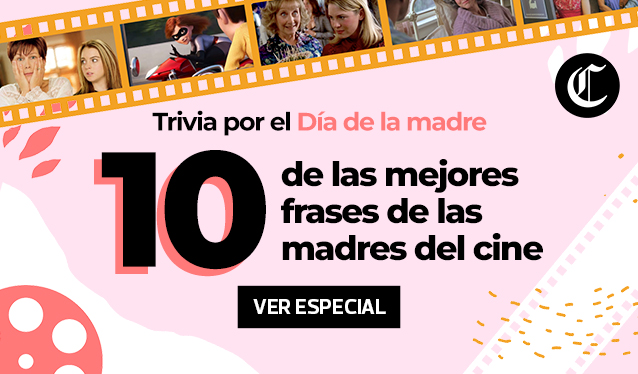 C
Trivia por el Día de la madre
10
de las mejores
frases de las
madres del cine
VER ESPECIAL